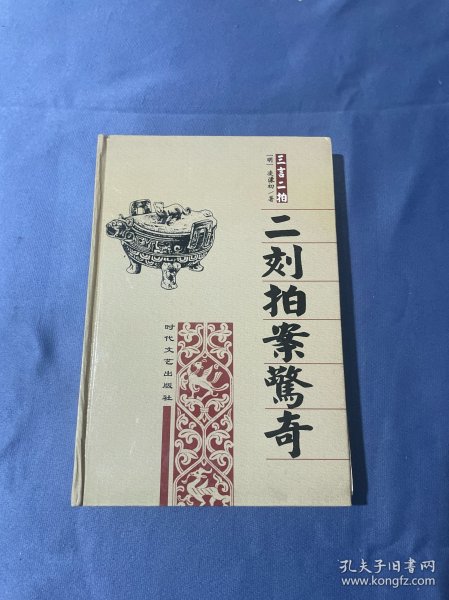 三言二拍
[明] 凌濛初/著
二刻拍案驚奇
时代文艺出版社
孔夫子旧书网
www.kongfz.com